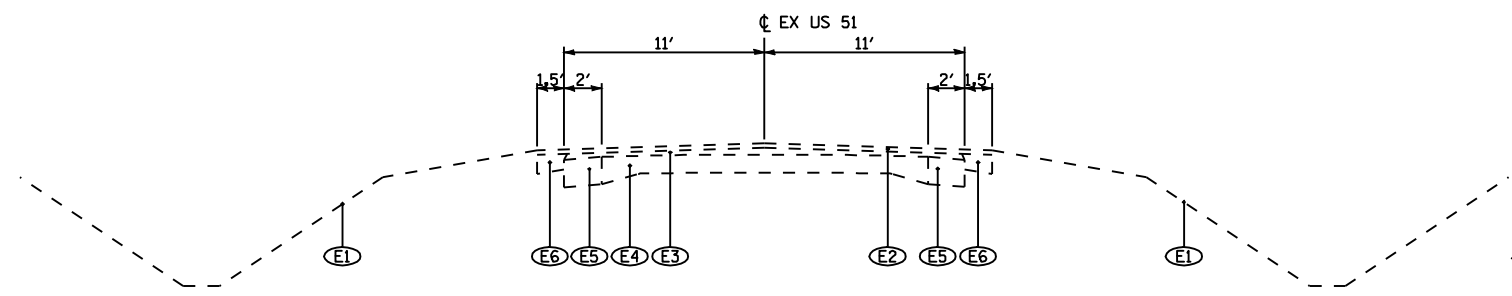 ℄ EX US 51
11' 11'
1.5' 2' 2' 1.5'
E1 E6 E5 E4 E3 E2 E5 E6 E1